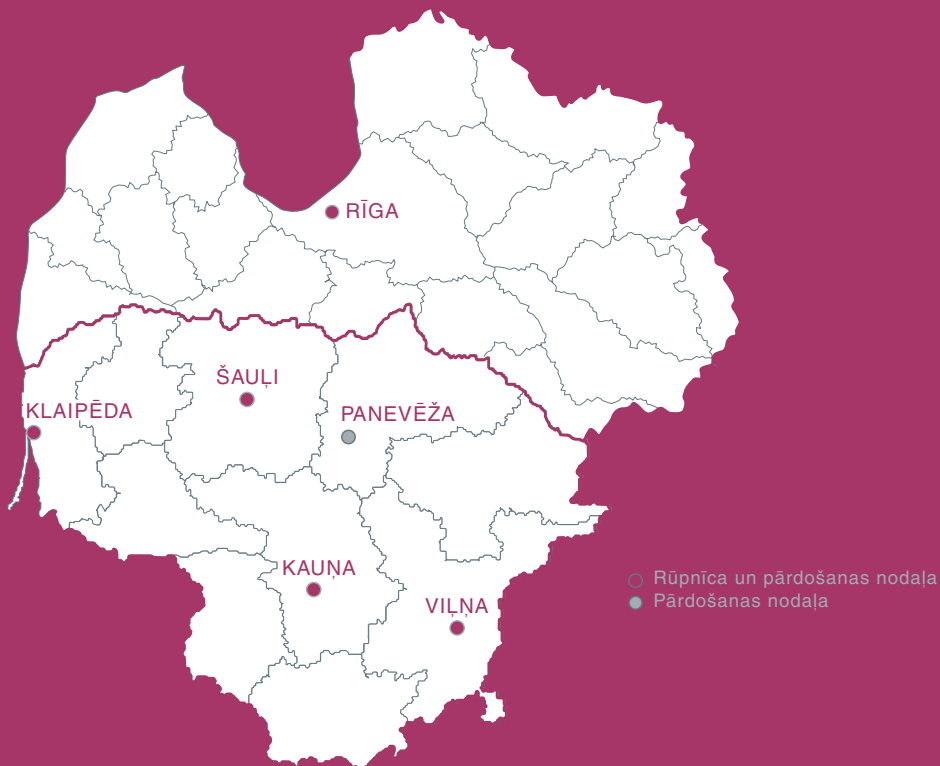 RĪGA
ŠAUĻI
KLAIPĒDA
PANEVĒŽA
KAUŅA
VIĻŅA
Rūpnīca un pārdošanas nodaļa
Pārdošanas nodaļa